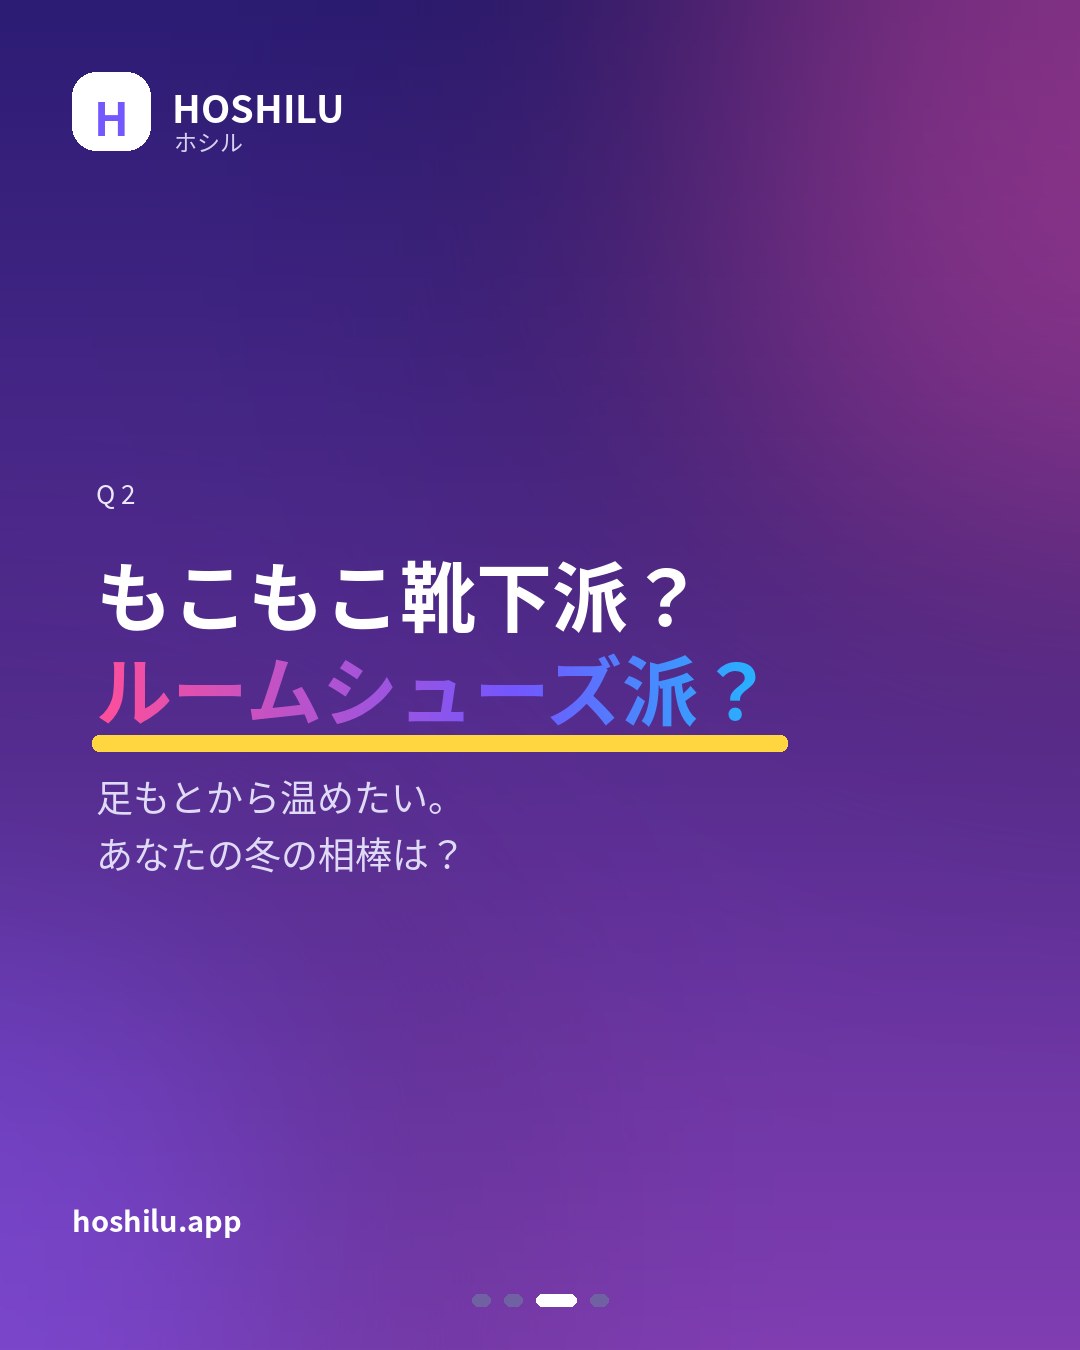 H
HOSHILU
ホシル
Q2
もこもこ靴下派？
ルームシューズ派？
足もとから温めたい。
あなたの冬の相棒は？
hoshilu.app